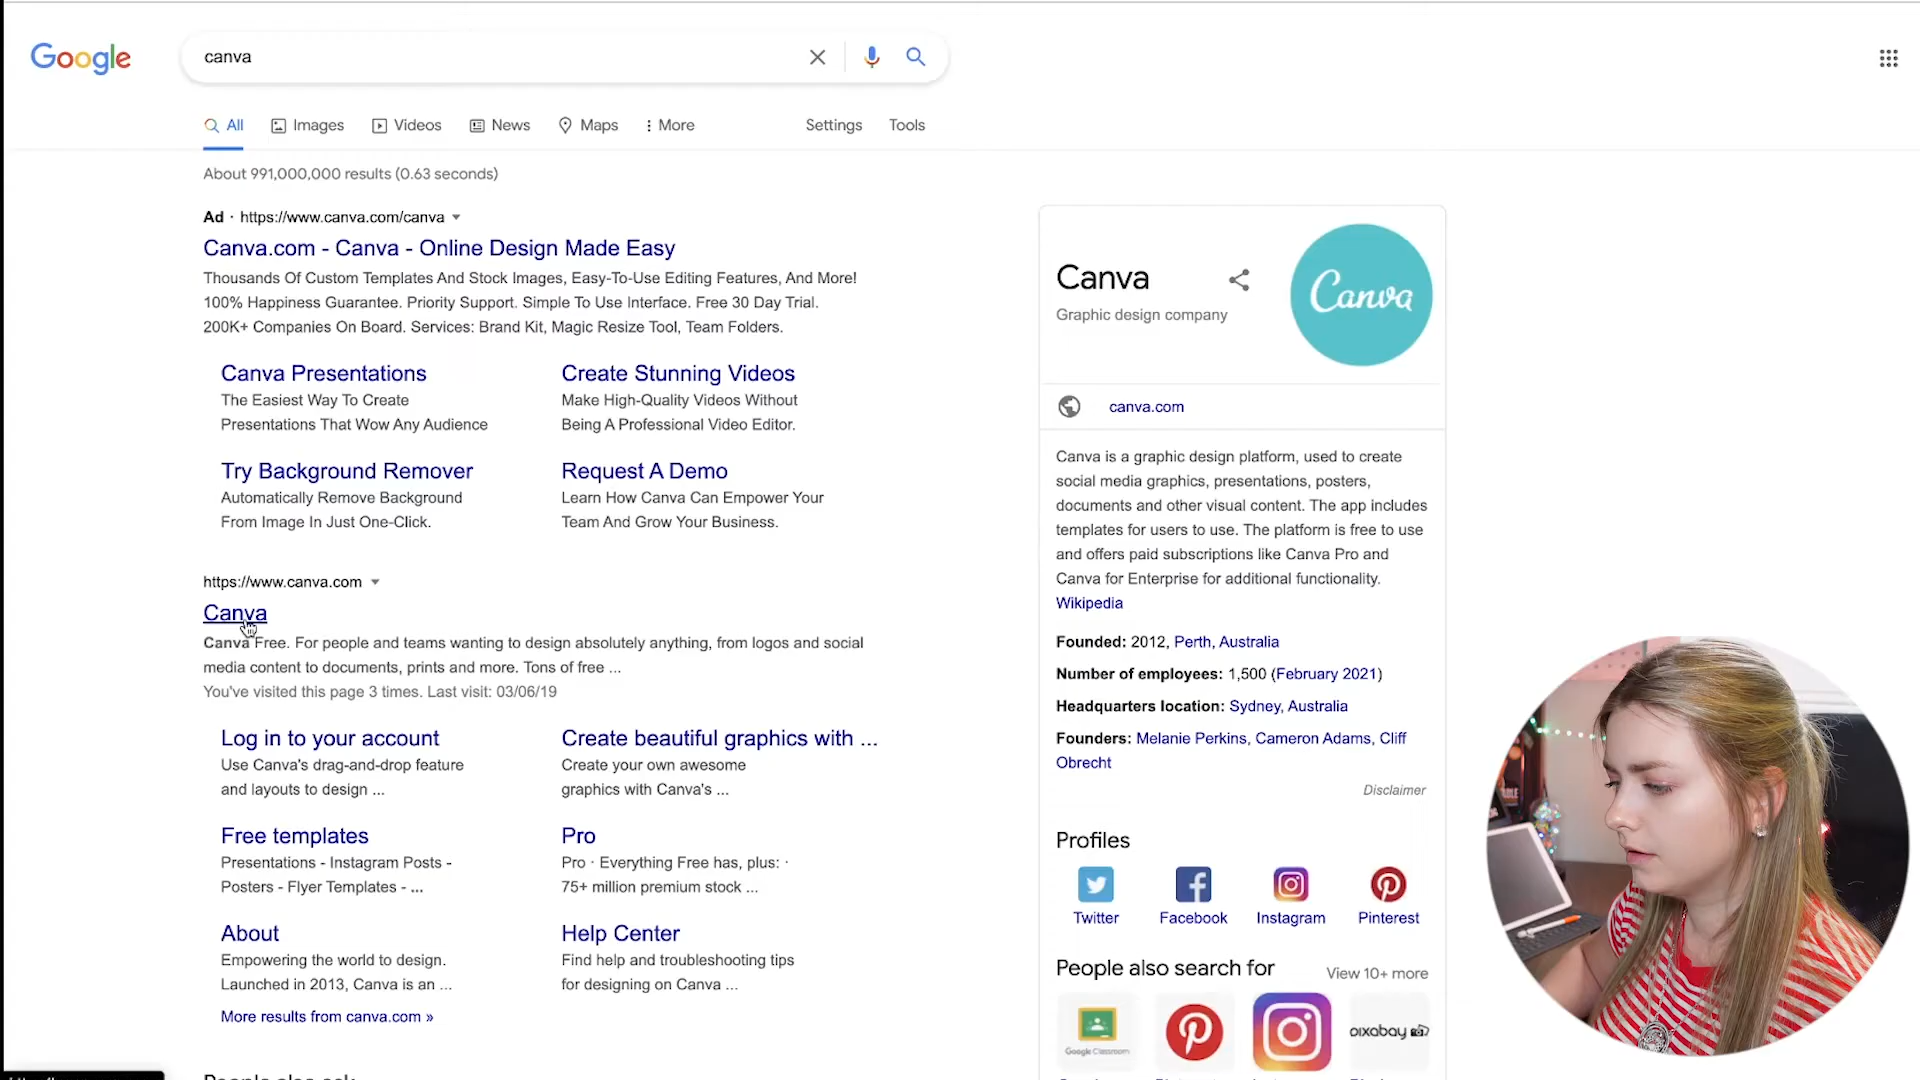 Google
canva
All
Images
Videos
News
Maps
More
Settings
Tools
About 991,000,000 results (0.63 seconds)
Ad · https://www.canva.com/canva
Canva.com - Canva - Online Design Made Easy
Thousands Of Custom Templates And Stock Images, Easy-To-Use Editing Features, And More!
100% Happiness Guarantee. Priority Support. Simple To Use Interface. Free 30 Day Trial.
200K+ Companies On Board. Services: Brand Kit, Magic Resize Tool, Team Folders.
Canva Presentations
The Easiest Way To Create
Presentations That Wow Any Audience
Create Stunning Videos
Make High-Quality Videos Without
Being A Professional Video Editor.
Try Background Remover
Automatically Remove Background
From Image In Just One-Click.
Request A Demo
Learn How Canva Can Empower Your
Team And Grow Your Business.
https://www.canva.com
Canva
Canva Free. For people and teams wanting to design absolutely anything, from logos and social
media content to documents, prints and more. Tons of free ...
You've visited this page 3 times. Last visit: 03/06/19
Log in to your account
Use Canva's drag-and-drop feature
and layouts to design ...
Create beautiful graphics with ...
Create your own awesome
graphics with Canva's ...
Free templates
Presentations - Instagram Posts -
Posters - Flyer Templates - ...
Pro
Pro · Everything Free has, plus: ·
75+ million premium stock ...
About
Empowering the world to design.
Launched in 2013, Canva is an ...
Help Center
Find help and troubleshooting tips
for designing on Canva ...
More results from canva.com »
People also ask
Canva
Graphic design company
Canva
canva.com
Canva is a graphic design platform, used to create
social media graphics, presentations, posters,
documents and other visual content. The app includes
templates for users to use. The platform is free to use
and offers paid subscriptions like Canva Pro and
Canva for Enterprise for additional functionality.
Wikipedia
Founded: 2012, Perth, Australia
Number of employees: 1,500 (February 2021)
Headquarters location: Sydney, Australia
Founders: Melanie Perkins, Cameron Adams, Cliff
Obrecht
Disclaimer
Profiles
Twitter
Facebook
Instagram
Pinterest
People also search for
View 10+ more
Google Classroom
pixabay